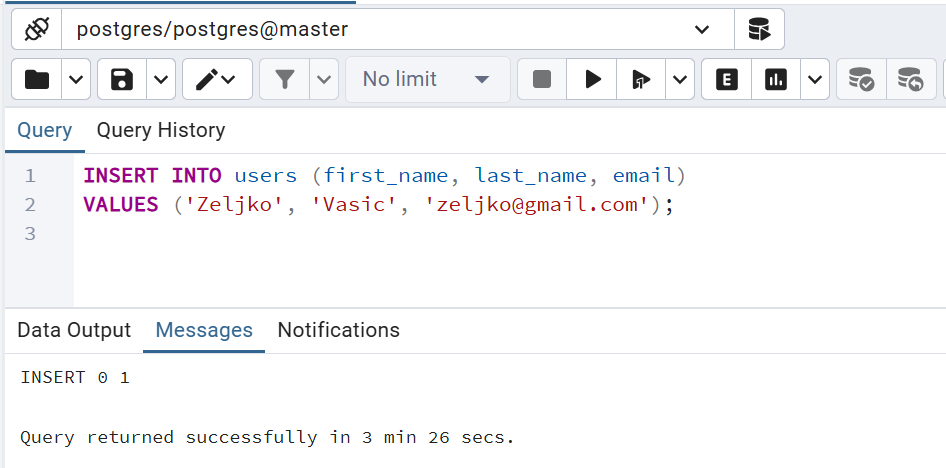 postgres/postgres@master
No limit
E
Query Query History
1 INSERT INTO users (first_name, last_name, email)
2 VALUES ('Zeljko', 'Vasic', 'zeljko@gmail.com');
3
Data Output Messages Notifications
INSERT 0 1
Query returned successfully in 3 min 26 secs.